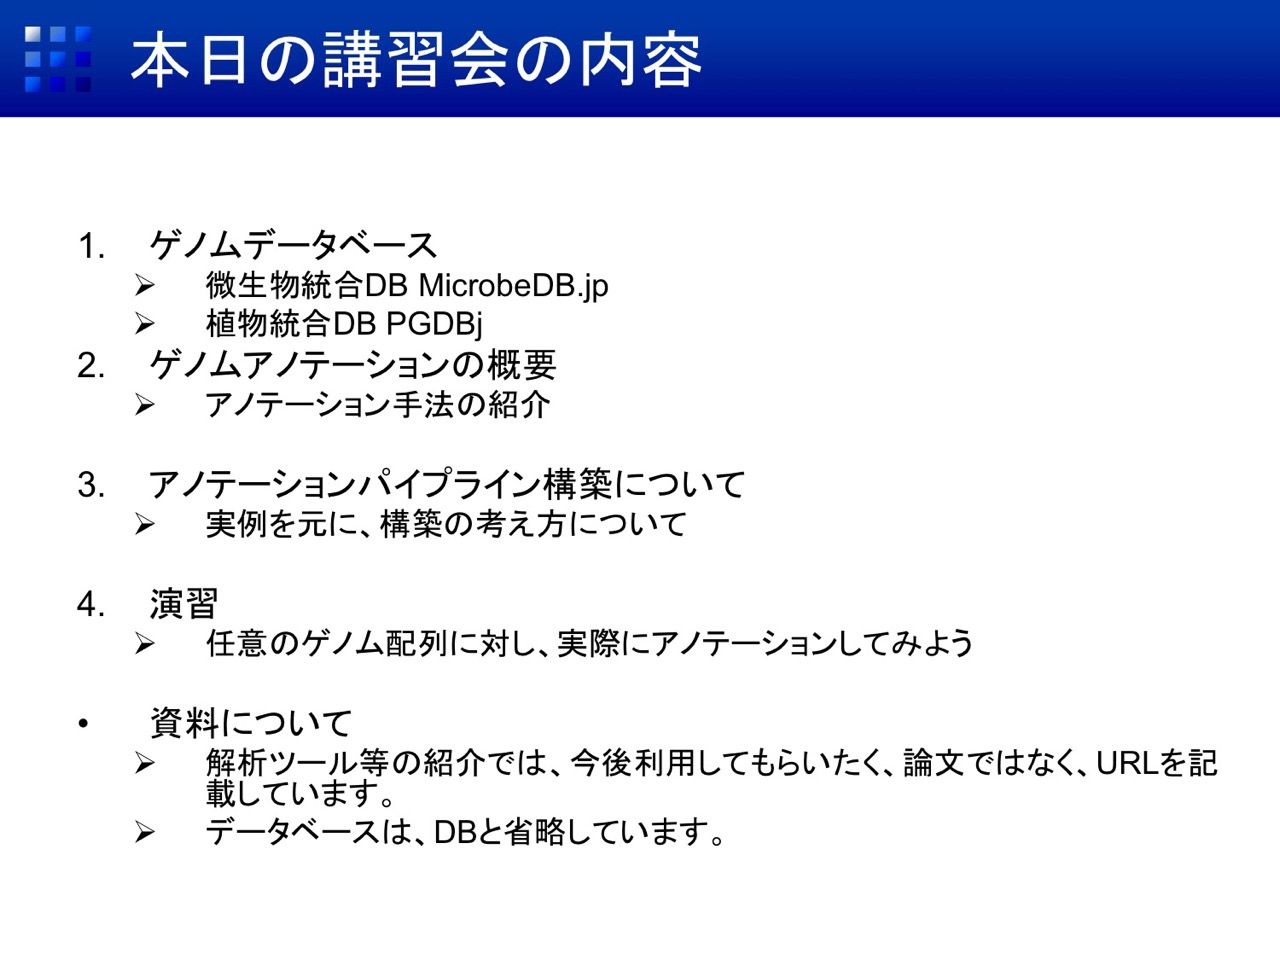 本日の講習会の内容
1. ゲノムデータベース
➢ 微生物統合DB MicrobeDB.jp
➢ 植物統合DB PGDBj
2. ゲノムアノテーションの概要
➢ アノテーション手法の紹介
3. アノテーションパイプライン構築について
➢ 実例を元に、構築の考え方について
4. 演習
➢ 任意のゲノム配列に対し、実際にアノテーションしてみよう
• 資料について
➢ 解析ツール等の紹介では、今後利用してもらいたく、論文ではなく、URLを記
載しています。
➢ データベースは、DBと省略しています。